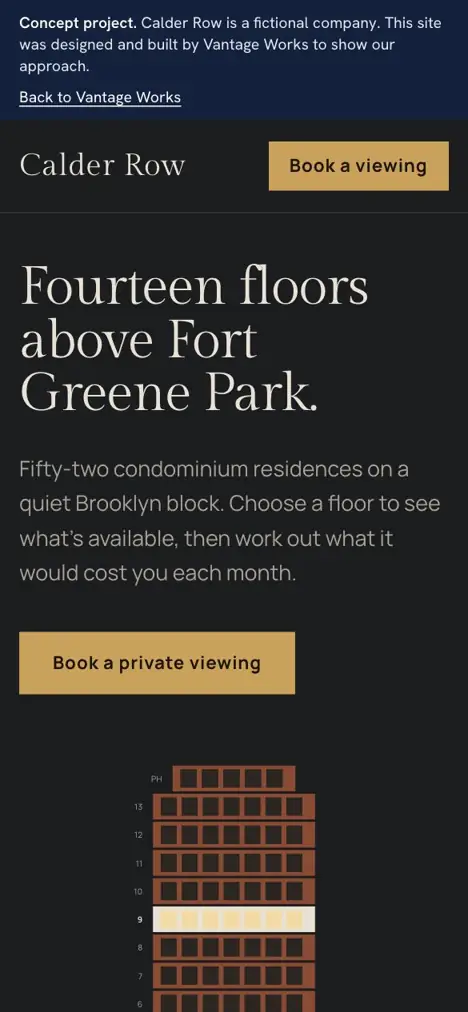 Concept project. Calder Row is a fictional company. This site
was designed and built by Vantage Works to show our
approach.
Back to Vantage Works
Calder Row
Book a viewing
Fourteen floors
above Fort
Greene Park.
Fifty-two condominium residences on a
quiet Brooklyn block. Choose a floor to see
what's available, then work out what it
would cost you each month.
Book a private viewing
PH
13
12
11
10
9
8
7
6